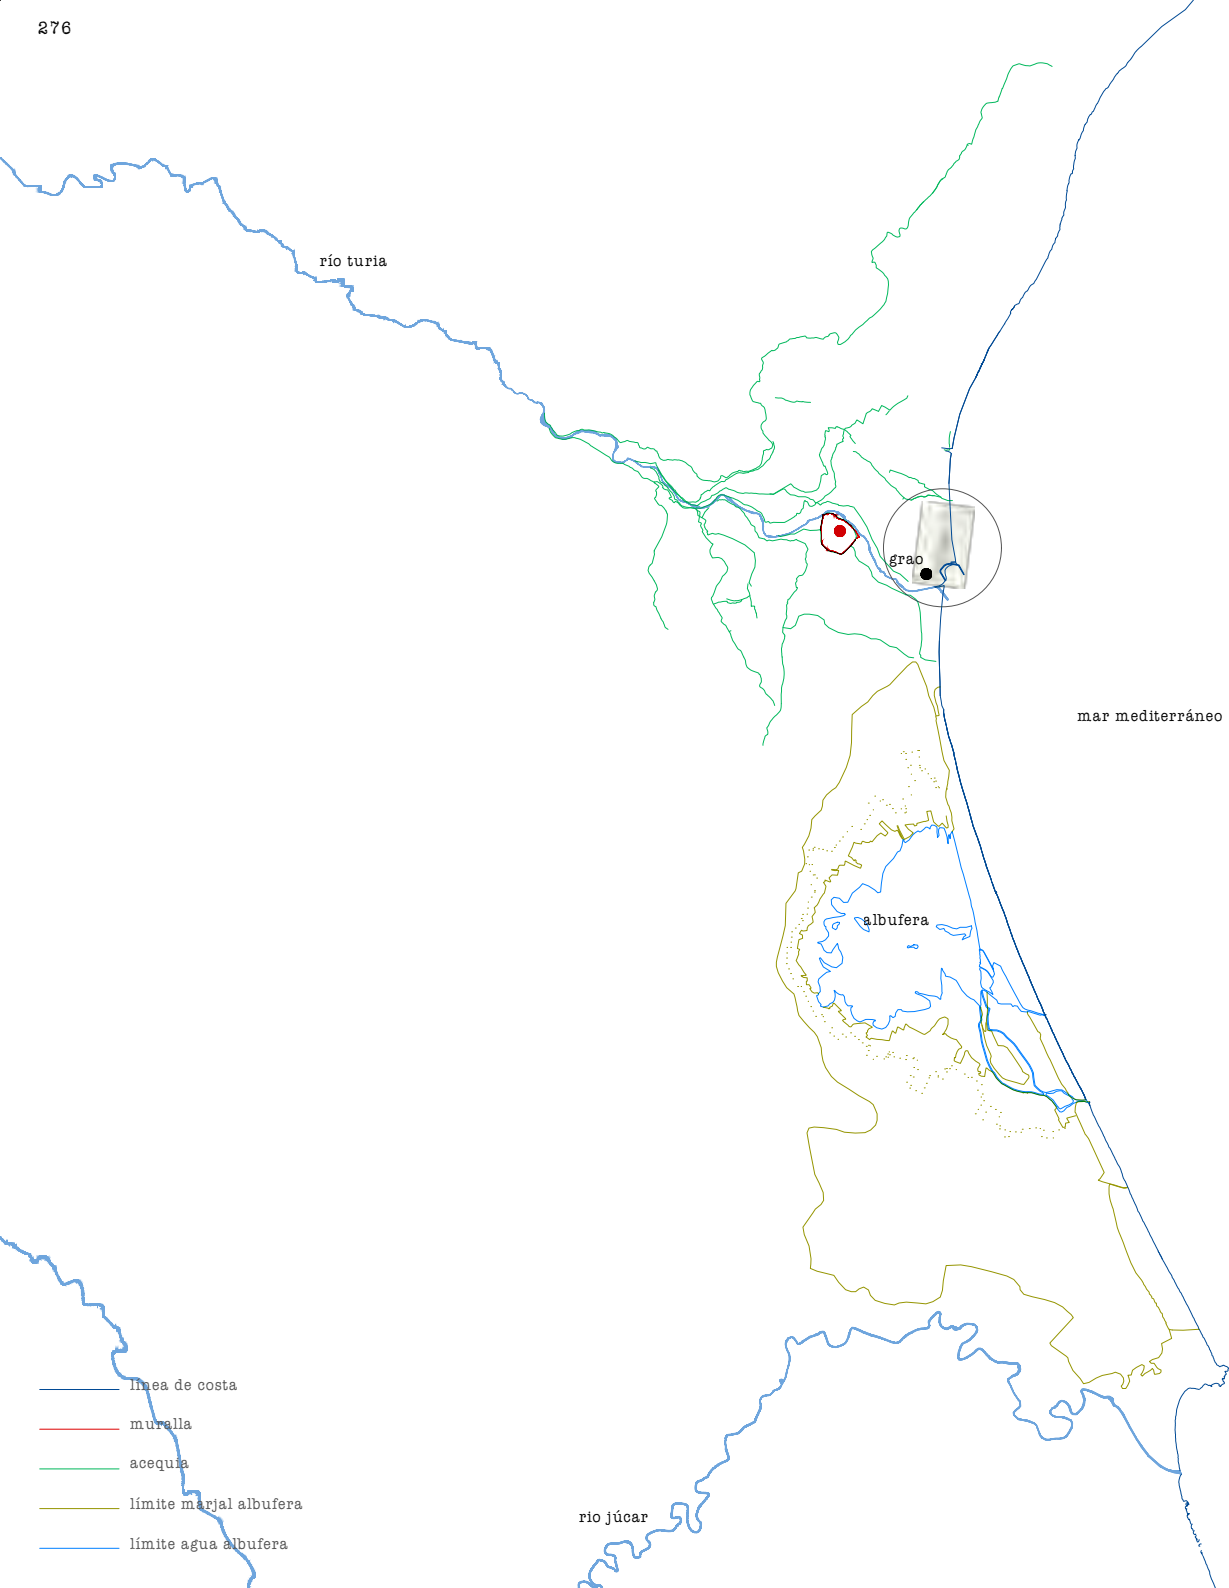 276
río turia
grao
mar mediterráneo
albufera
línea de costa
muralla
acequia
límite marjal albufera
límite agua albufera
rio júcar